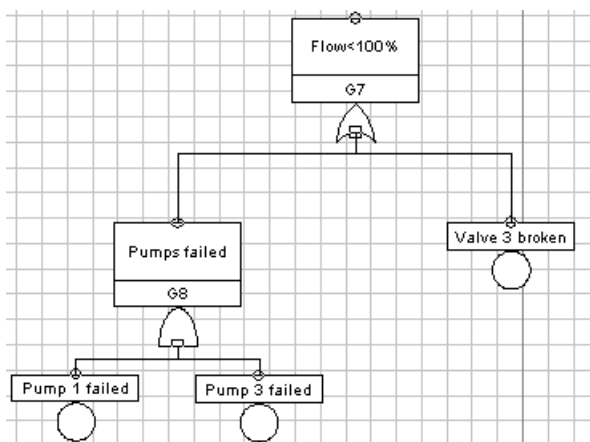 Flow<100%
G7
Pumps failed
Valve 3 broken
G8
Pump 1 failed
Pump 3 failed